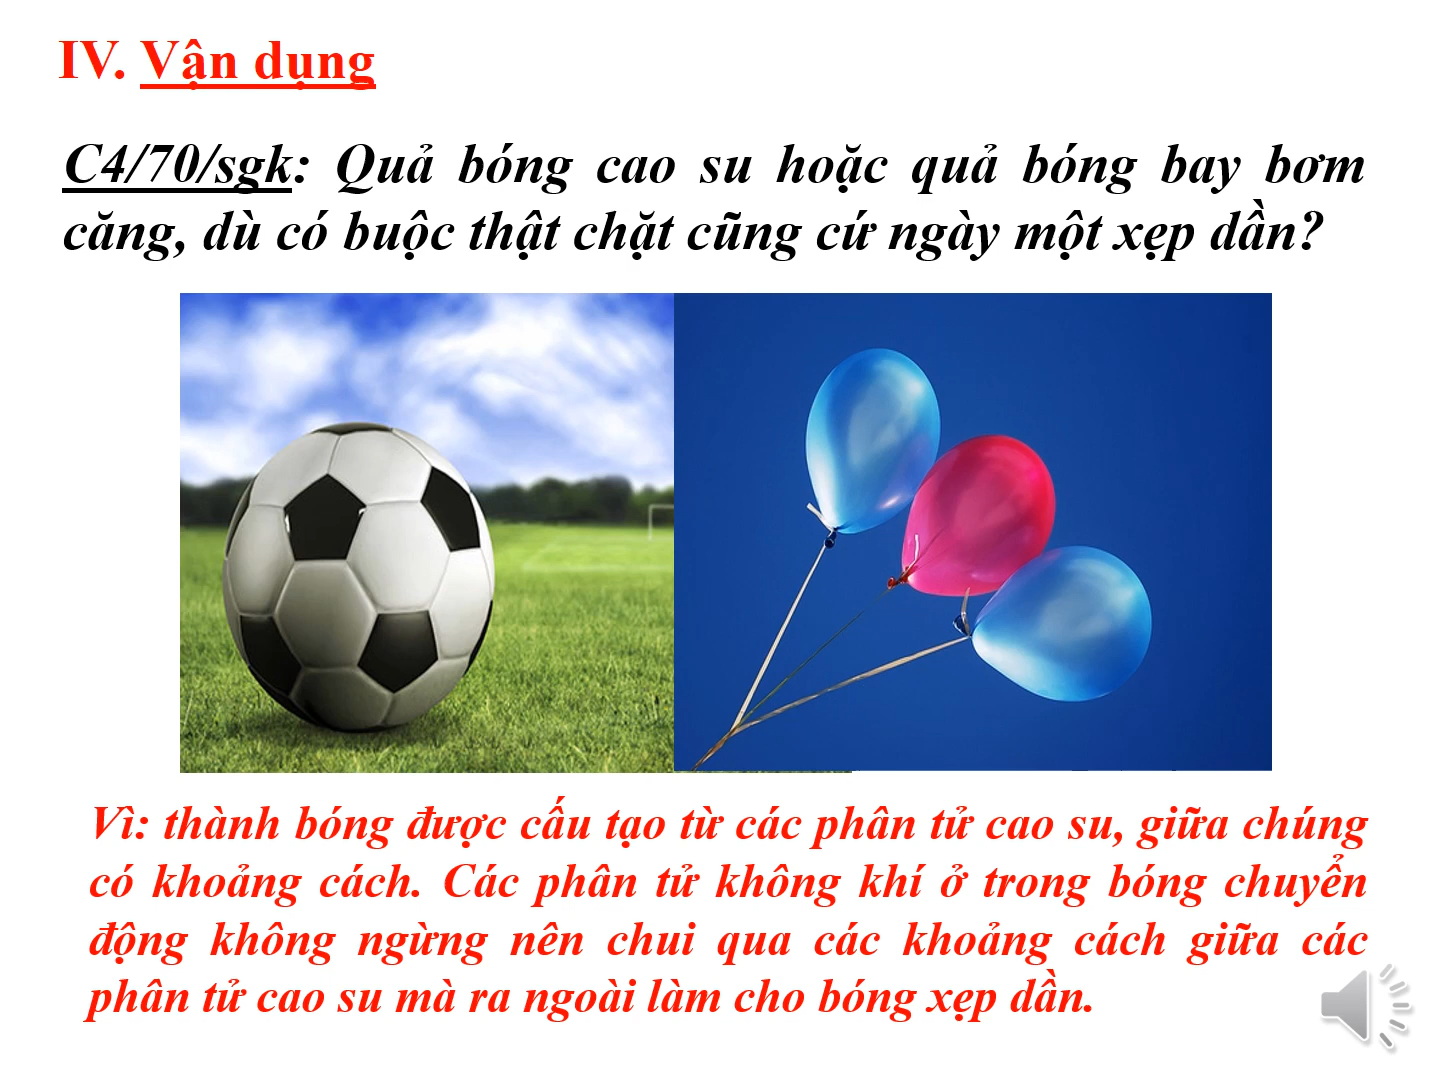 IV. Vận dụng
C4/70/sgk: Quả bóng cao su hoặc quả bóng bay bơm
căng, dù có buộc thật chặt cũng cứ ngày một xẹp dần?
Vì: thành bóng được cấu tạo từ các phân tử cao su, giữa chúng
có khoảng cách. Các phân tử không khí ở trong bóng chuyển
động không ngừng nên chui qua các khoảng cách giữa các
phân tử cao su mà ra ngoài làm cho bóng xẹp dần.